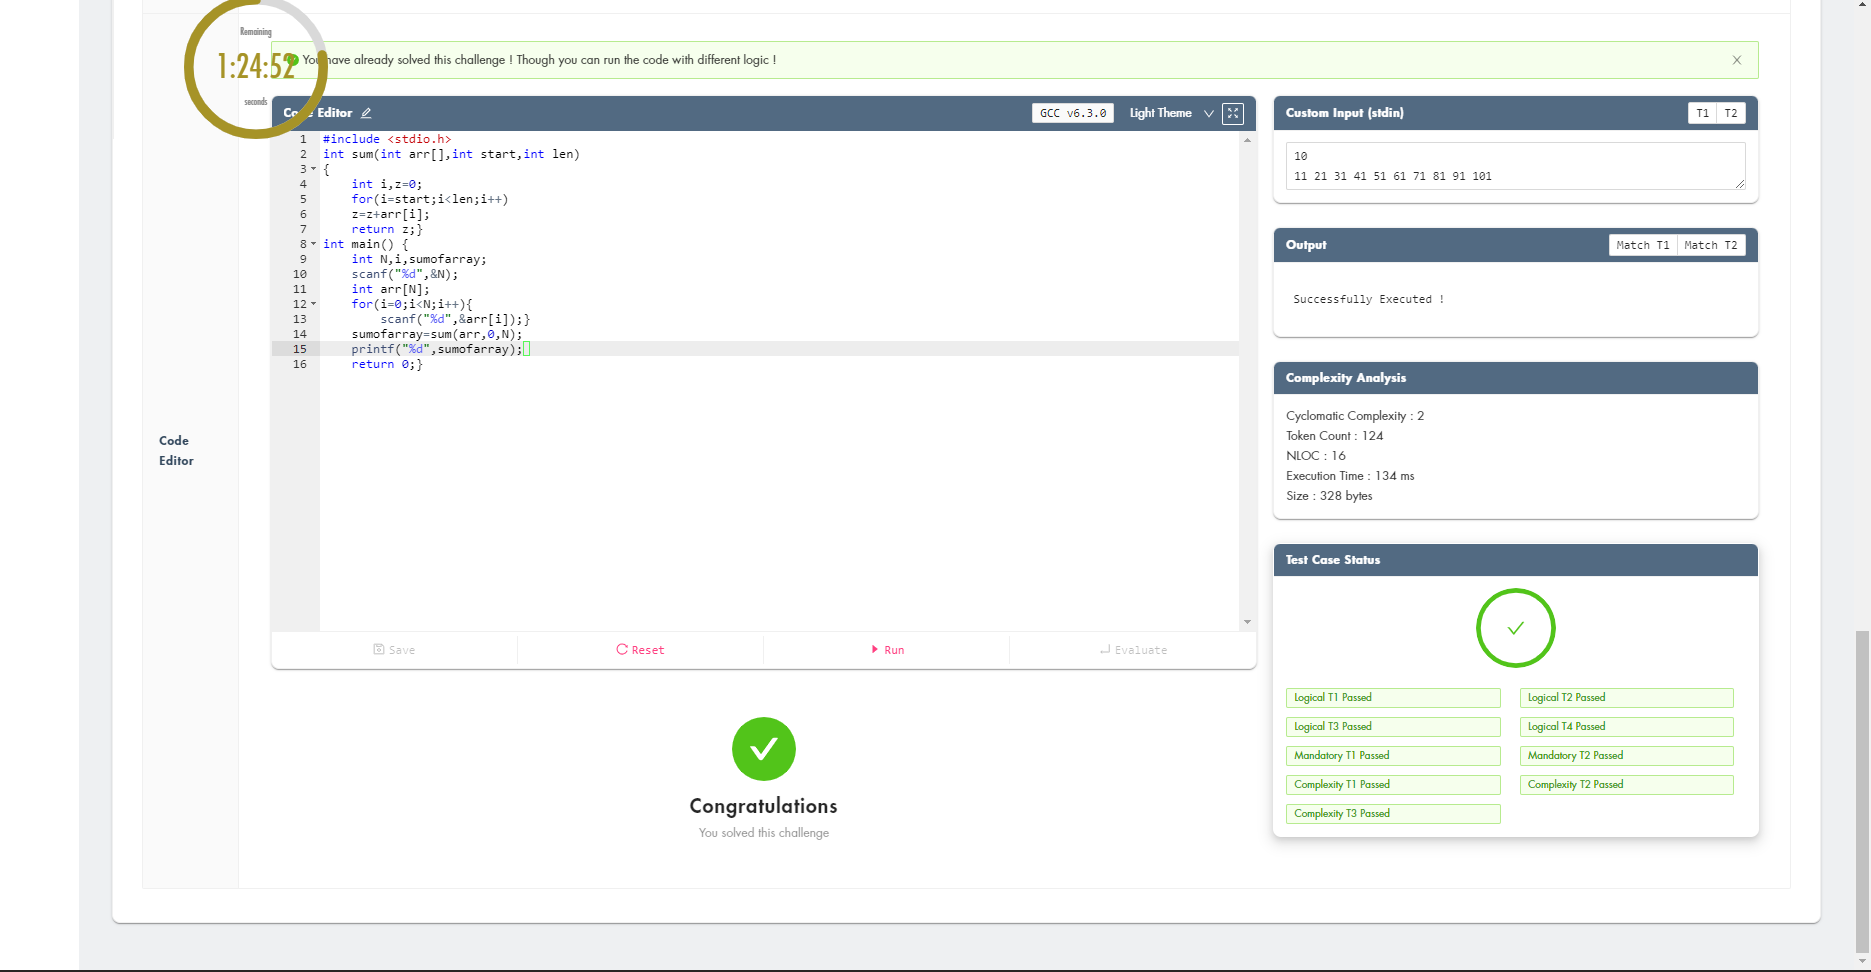 Remaining
1:24:52
seconds
You have already solved this challenge ! Though you can run the code with different logic !
Code Editor
GCC v6.3.0
Light Theme
1 #include <stdio.h>
2 int sum(int arr[],int start,int len)
3 {
4 int i,z=0;
5 for(i=start;i<len;i++)
6 z=z+arr[i];
7 return z;}
8 int main() {
9 int N,i,sumofarray;
10 scanf("%d",&N);
11 int arr[N];
12 for(i=0;i<N;i++){
13 scanf("%d",&arr[i]);}
14 sumofarray=sum(arr,0,N);
15 printf("%d",sumofarray);
16 return 0;}
Code
Editor
Save
Reset
Run
Evaluate
Congratulations
You solved this challenge
Custom Input (stdin)
T1 T2
10
11 21 31 41 51 61 71 81 91 101
Output
Match T1 Match T2
Successfully Executed !
Complexity Analysis
Cyclomatic Complexity : 2
Token Count : 124
NLOC : 16
Execution Time : 134 ms
Size : 328 bytes
Test Case Status
Logical T1 Passed
Logical T2 Passed
Logical T3 Passed
Logical T4 Passed
Mandatory T1 Passed
Mandatory T2 Passed
Complexity T1 Passed
Complexity T2 Passed
Complexity T3 Passed